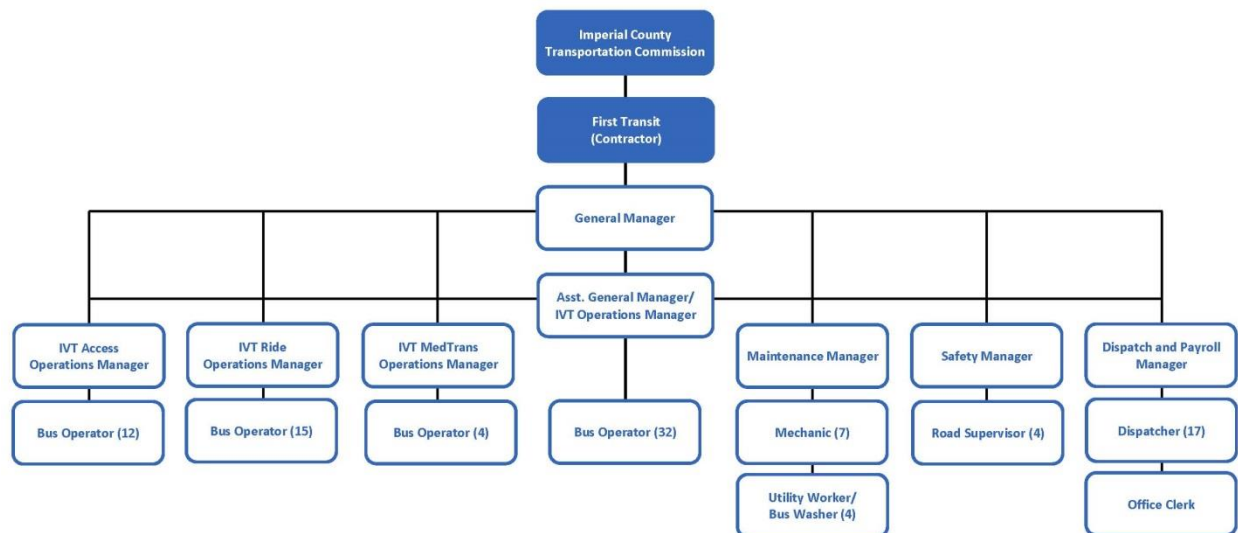 Imperial County
Transportation Commission
First Transit
(Contractor)
General Manager
Asst. General Manager/
IVT Operations Manager
IVT Access
Operations Manager
IVT Ride
Operations Manager
IVT MedTrans
Operations Manager
Maintenance Manager
Safety Manager
Dispatch and Payroll
Manager
Bus Operator (12)
Bus Operator (15)
Bus Operator (4)
Bus Operator (32)
Mechanic (7)
Road Supervisor (4)
Dispatcher (17)
Utility Worker/
Bus Washer (4)
Office Clerk